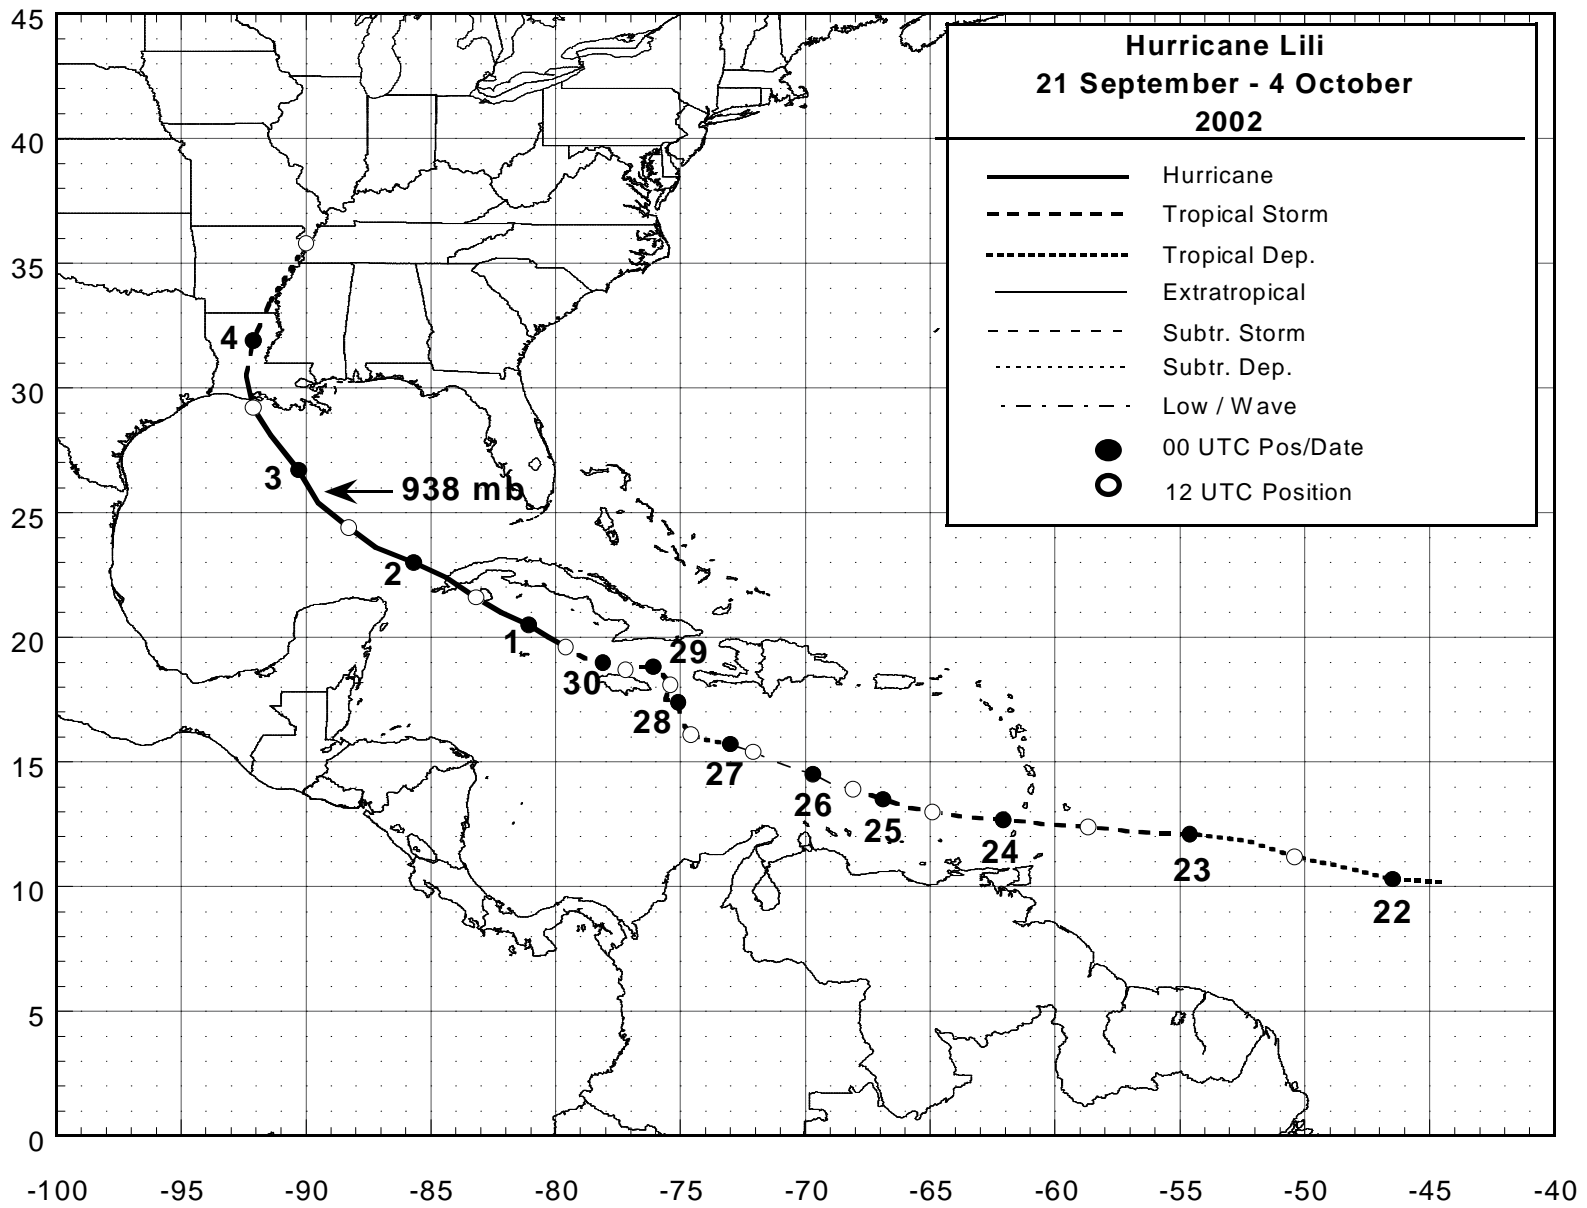 Hurricane Lili
21 September - 4 October
2002
Hurricane
Tropical Storm
Tropical Dep.
Extratropical
Subtr. Storm
Subtr. Dep.
Low / Wave
00 UTC Pos/Date
12 UTC Position
45
40
35
30
25
20
15
10
5
0
4
3
938 mb
2
1
30
29
28
27
26
25
24
23
22
-100 -95 -90 -85 -80 -75 -70 -65 -60 -55 -50 -45 -40